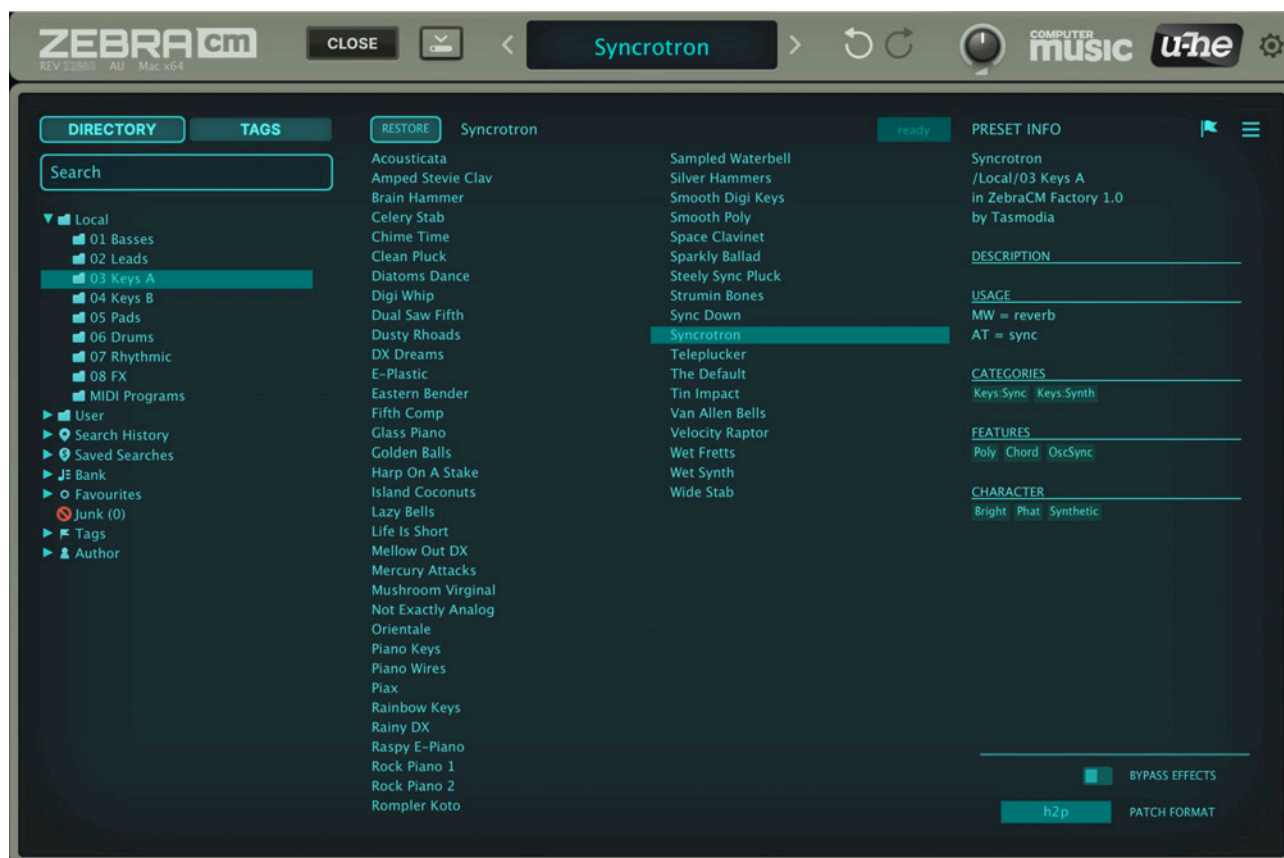 ZEBRA cm
REV AU Mac x64
CLOSE
Syncrotron
COMPUTER
music
u-he
DIRECTORY
TAGS
Search
Local
01 Basses
02 Leads
03 Keys A
04 Keys B
05 Pads
06 Drums
07 Rhythmic
08 FX
MIDI Programs
User
Search History
Saved Searches
Bank
Favourites
Junk (0)
Tags
Author
RESTORE
Syncrotron
ready
Acousticata
Amped Stevie Clav
Brain Hammer
Celery Stab
Chime Time
Clean Pluck
Diatoms Dance
Digi Whip
Dual Saw Fifth
Dusty Rhoads
DX Dreams
E-Plastic
Eastern Bender
Fifth Comp
Glass Piano
Golden Balls
Harp On A Stake
Island Coconuts
Lazy Bells
Life Is Short
Mellow Out DX
Mercury Attacks
Mushroom Virginal
Not Exactly Analog
Orientale
Piano Keys
Piano Wires
Piax
Rainbow Keys
Rainy DX
Raspy E-Piano
Rock Piano 1
Rock Piano 2
Rompler Koto
Sampled Waterbell
Silver Hammers
Smooth Digi Keys
Smooth Poly
Space Clavinet
Sparkly Ballad
Steely Sync Pluck
Strumin Bones
Sync Down
Syncrotron
Teleplucker
The Default
Tin Impact
Van Allen Bells
Velocity Raptor
Wet Fretts
Wet Synth
Wide Stab
PRESET INFO
Syncrotron
/Local/03 Keys A
in ZebraCM Factory 1.0
by Tasmodia
DESCRIPTION
USAGE
MW = reverb
AT = sync
CATEGORIES
Keys:Sync Keys:Synth
FEATURES
Poly Chord OscSync
CHARACTER
Bright Phat Synthetic
BYPASS EFFECTS
h2p
PATCH FORMAT